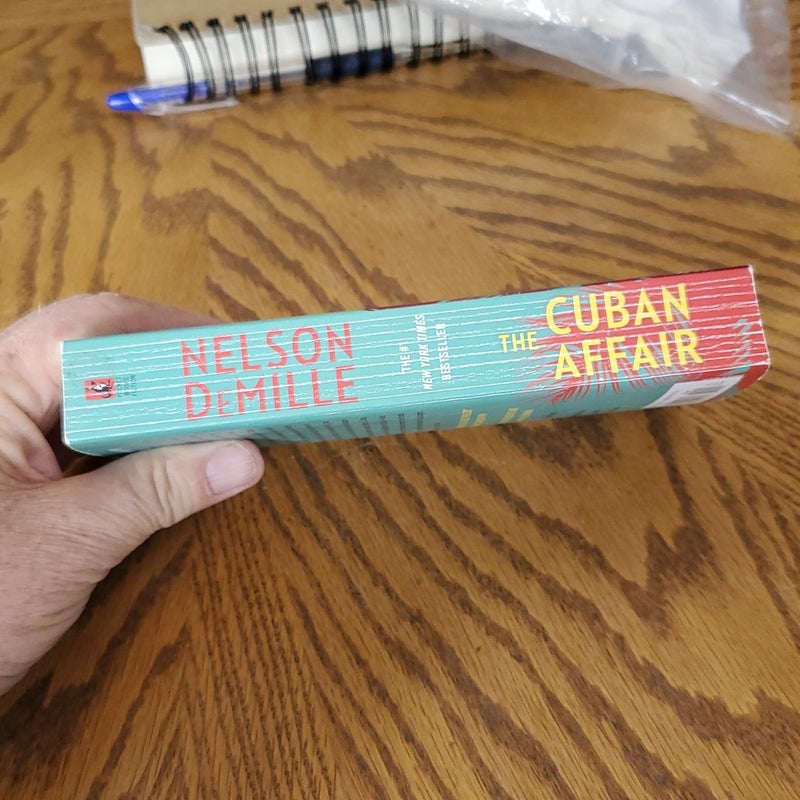 NELSON
DeMILLE
THE #1
NEW YORK TIMES
BESTSELLER
THE
CUBAN
AFFAIR